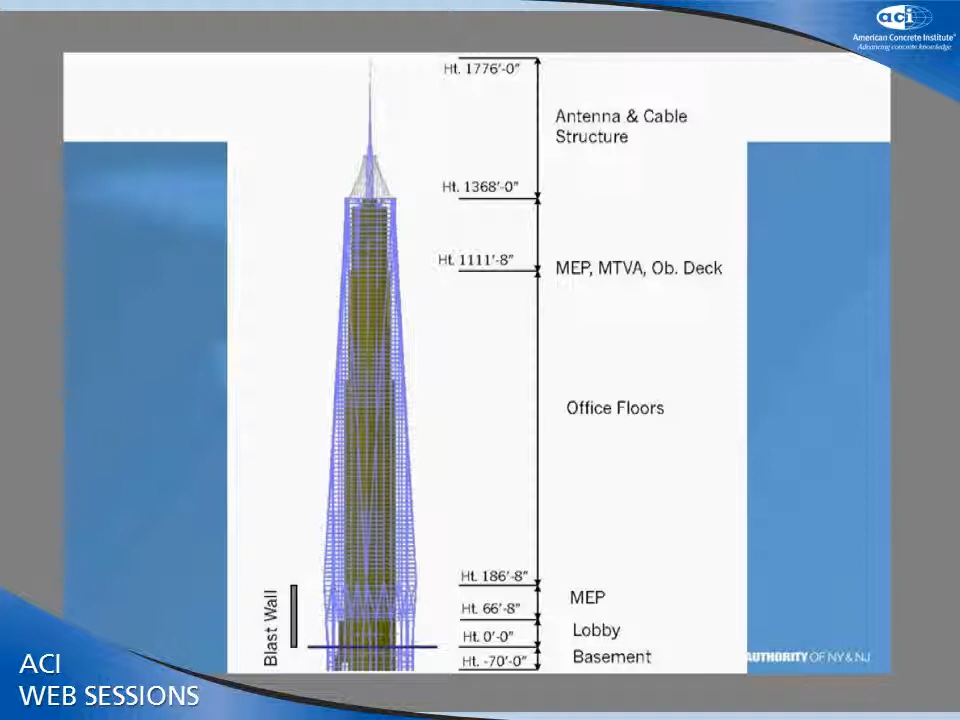 aci
American Concrete Institute®
Advancing concrete knowledge
Ht. 1776'-0"
Antenna & Cable
Structure
Ht. 1368'-0"
Ht. 1111'-8"
MEP, MTVA, Ob. Deck
Office Floors
Ht. 186'-8"
MEP
Ht. 66'-8"
Lobby
Ht. 0'-0"
Basement
Ht. -70'-0"
Blast Wall
AUTHORITY OF NY & NJ
ACI
WEB SESSIONS